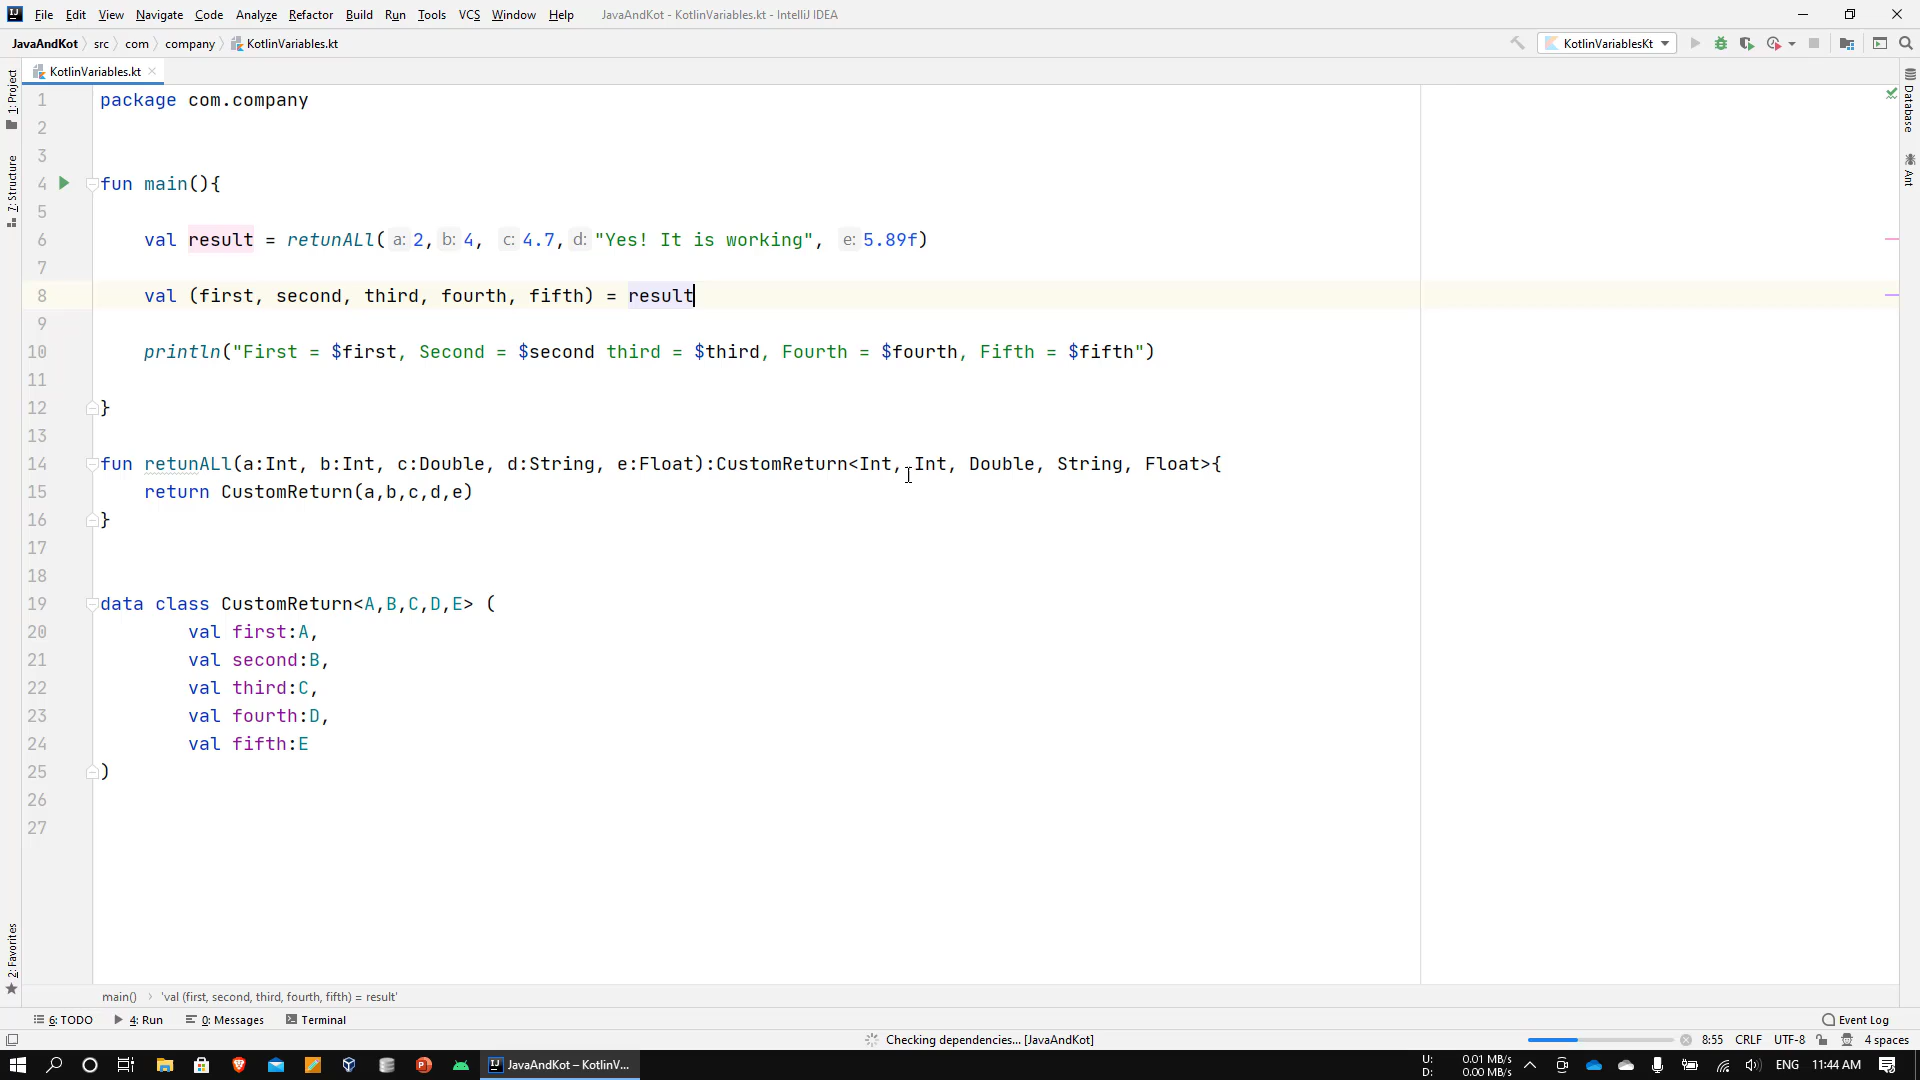 File Edit View Navigate Code Analyze Refactor Build Run Tools VCS Window Help JavaAndKot - KotlinVariables.kt - IntelliJ IDEA
JavaAndKot src com company KotlinVariables.kt KotlinVariablesKt
KotlinVariables.kt
1: Project
7: Structure
2: Favorites
Database
Ant
1 package com.company
2
3
4 fun main(){
5
6 val result = retunALl( a: 2, b: 4, c: 4.7, d: "Yes! It is working", e: 5.89f)
7
8 val (first, second, third, fourth, fifth) = result
9
10 println("First = $first, Second = $second third = $third, Fourth = $fourth, Fifth = $fifth")
11
12 }
13
14 fun retunALl(a:Int, b:Int, c:Double, d:String, e:Float):CustomReturn<Int, Int, Double, String, Float>{
15 return CustomReturn(a,b,c,d,e)
16 }
17
18
19 data class CustomReturn<A,B,C,D,E> (
20 val first:A,
21 val second:B,
22 val third:C,
23 val fourth:D,
24 val fifth:E
25 )
26
27
main() 'val (first, second, third, fourth, fifth) = result'
6: TODO 4: Run 0: Messages Terminal Event Log
Checking dependencies... [JavaAndKot] 8:55 CRLF UTF-8 4 spaces
JavaAndKot – KotlinV... U: 0.01 MB/s ENG 11:44 AM
D: 0.00 MB/s